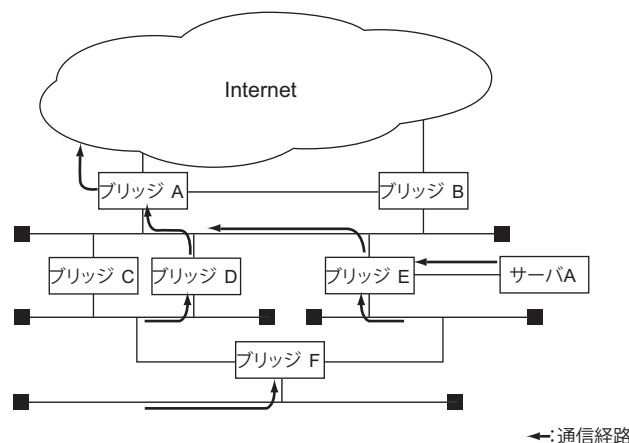 Internet
ブリッジ A
ブリッジ B
ブリッジ C
ブリッジ D
ブリッジ E
サーバA
ブリッジ F
:通信経路